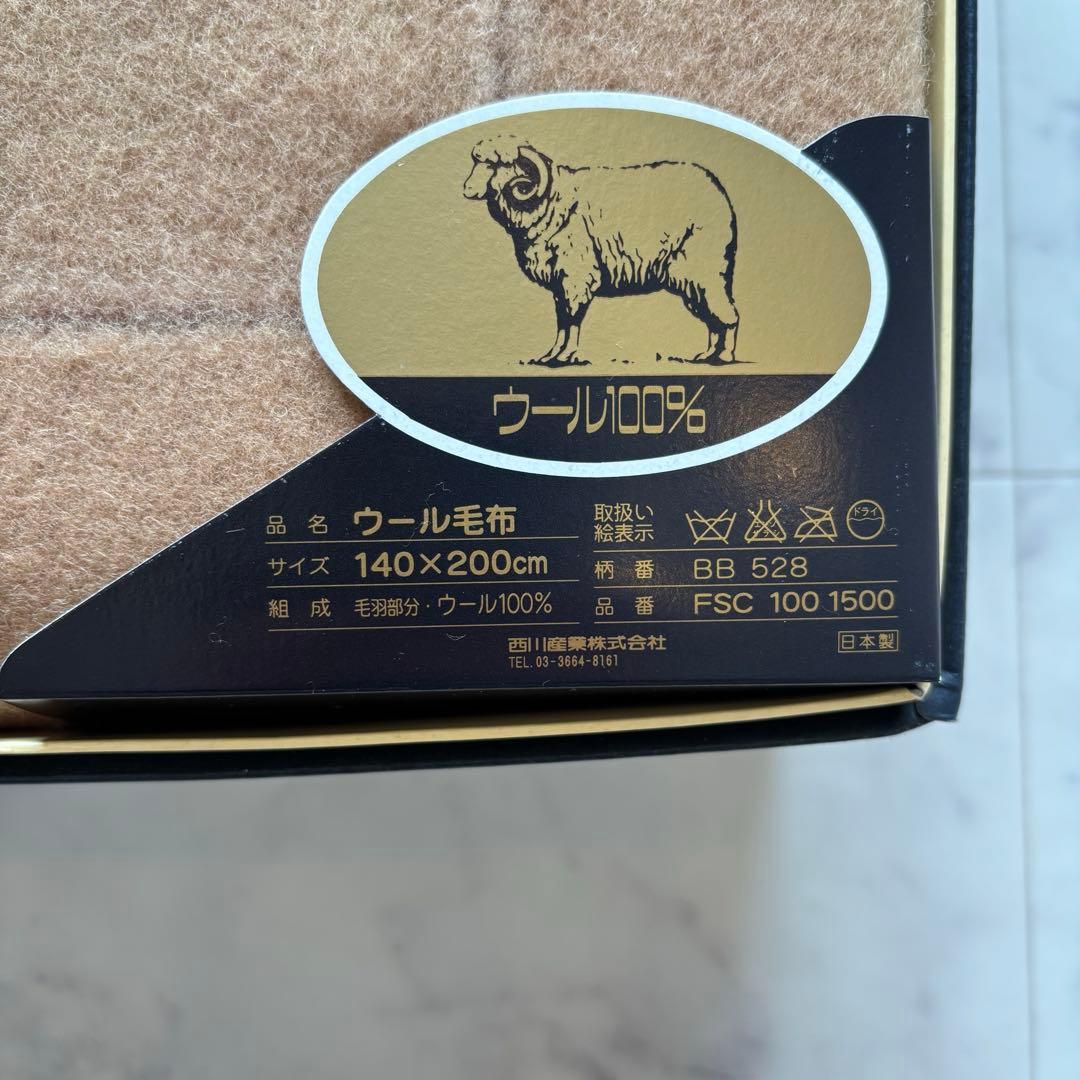 ウール100%
品名 ウール毛布
サイズ 140×200cm
組成 毛羽部分・ウール100%
取扱い
絵表示 ドライ
柄番 BB 528
品番 FSC 100 1500
西川産業株式会社
TEL. 03-3664-8161
日本製